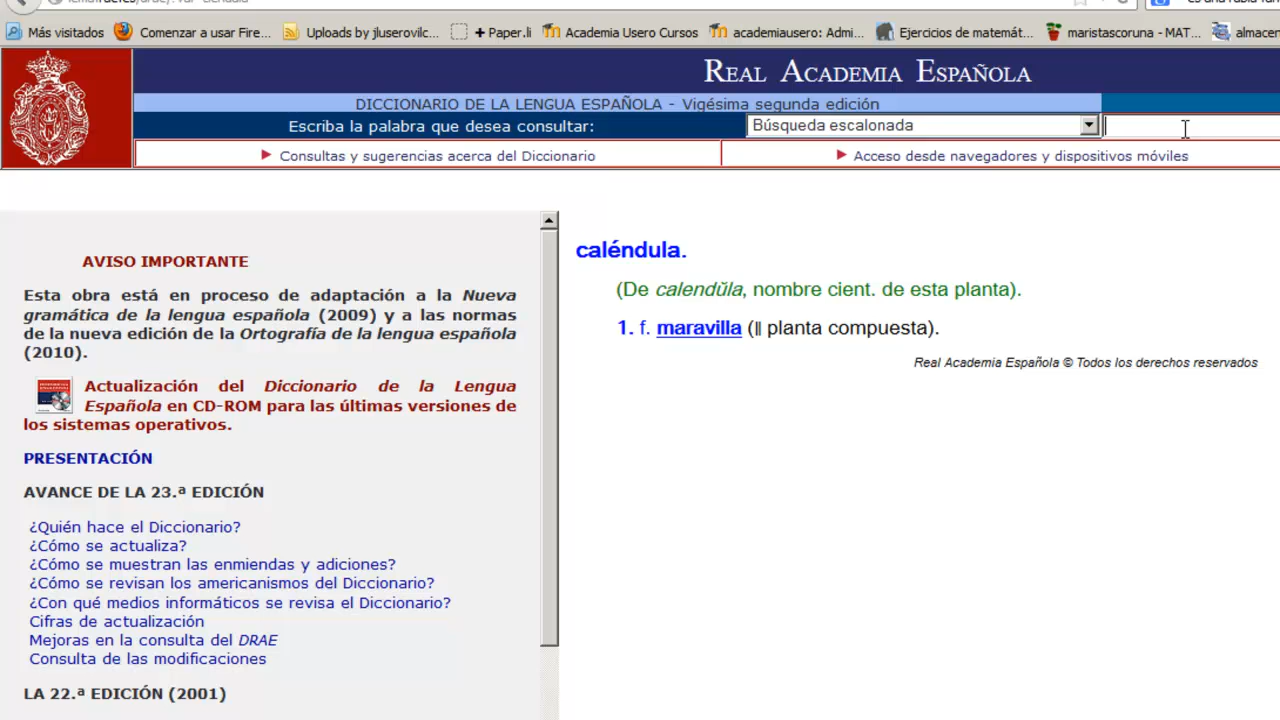 Más visitados
Comenzar a usar Fire...
Uploads by jluserovilc...
+ Paper.li
Academia Usero Cursos
academiausero: Admi...
Ejercicios de matemát...
maristascoruna - MAT...
almacen
REAL ACADEMIA ESPAÑOLA
DICCIONARIO DE LA LENGUA ESPAÑOLA - Vigésima segunda edición
Escriba la palabra que desea consultar:
Búsqueda escalonada
Consultas y sugerencias acerca del Diccionario
Acceso desde navegadores y dispositivos móviles
AVISO IMPORTANTE
Esta obra está en proceso de adaptación a la Nueva
gramática de la lengua española (2009) y a las normas
de la nueva edición de la Ortografía de la lengua española
(2010).
Actualización del Diccionario de la Lengua
Española en CD-ROM para las últimas versiones de
los sistemas operativos.
PRESENTACIÓN
AVANCE DE LA 23.ª EDICIÓN
¿Quién hace el Diccionario?
¿Cómo se actualiza?
¿Cómo se muestran las enmiendas y adiciones?
¿Cómo se revisan los americanismos del Diccionario?
¿Con qué medios informáticos se revisa el Diccionario?
Cifras de actualización
Mejoras en la consulta del DRAE
Consulta de las modificaciones
LA 22.ª EDICIÓN (2001)
caléndula.
(De calendŭla, nombre cient. de esta planta).
1. f. maravilla (‖ planta compuesta).
Real Academia Española © Todos los derechos reservados